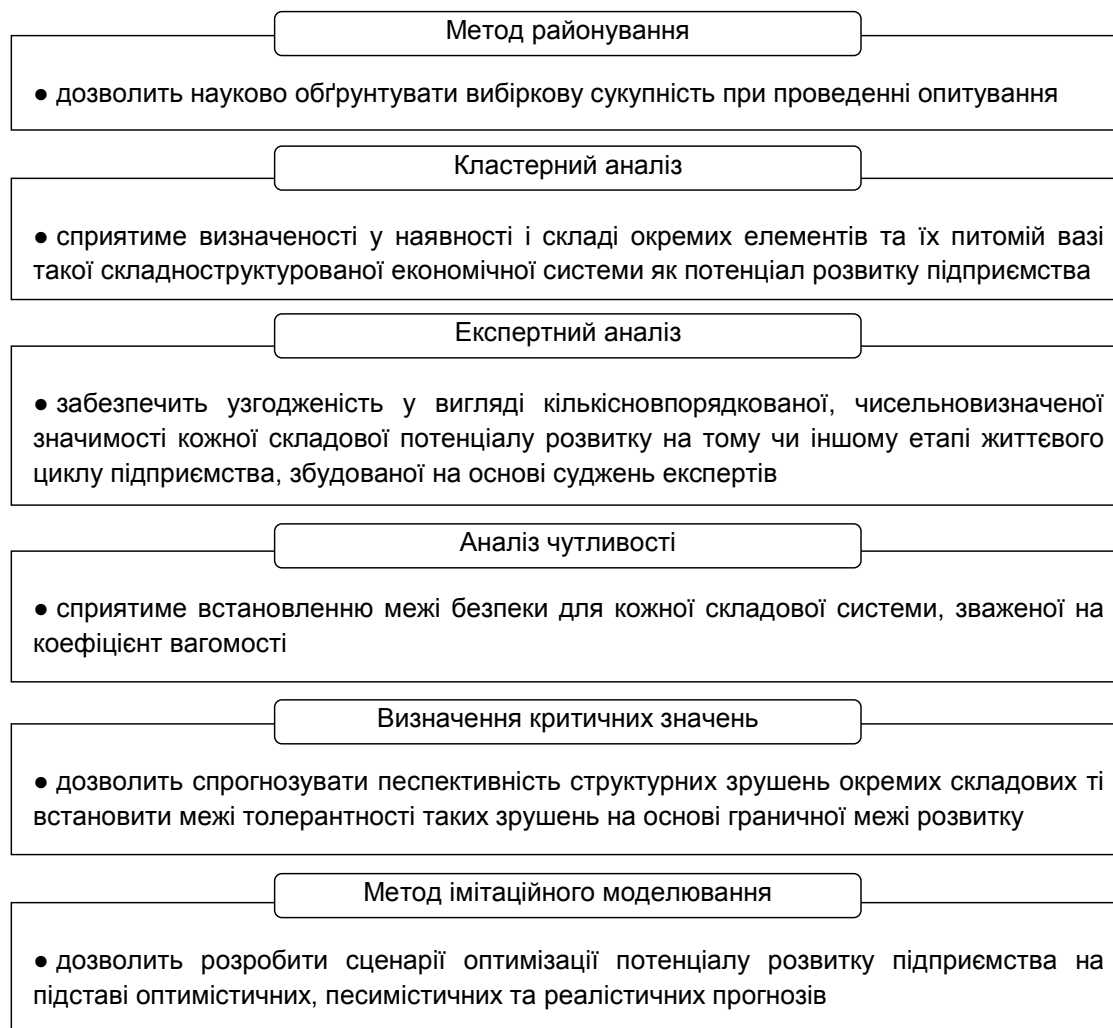 Метод районування
● дозволить науково обґрунтувати вибіркову сукупність при проведенні опитування
Кластерний аналіз
● сприятиме визначеності у наявності і складі окремих елементів та їх питомій вазі
такої складноструктурованої економічної системи як потенціал розвитку підприємства
Експертний аналіз
● забезпечить узгодженість у вигляді кількісновпорядкованої, чисельновизначеної
значимості кожної складової потенціалу розвитку на тому чи іншому етапі життєвого
циклу підприємства, збудованої на основі суджень експертів
Аналіз чутливості
● сприятиме встановленню межі безпеки для кожної складової системи, зваженої на
коефіцієнт вагомості
Визначення критичних значень
● дозволить спрогнозувати песпективність структурних зрушень окремих складових ті
встановити межі толерантності таких зрушень на основі граничної межі розвитку
Метод імітаційного моделювання
● дозволить розробити сценарії оптимізації потенціалу розвитку підприємства на
підставі оптимістичних, песимістичних та реалістичних прогнозів